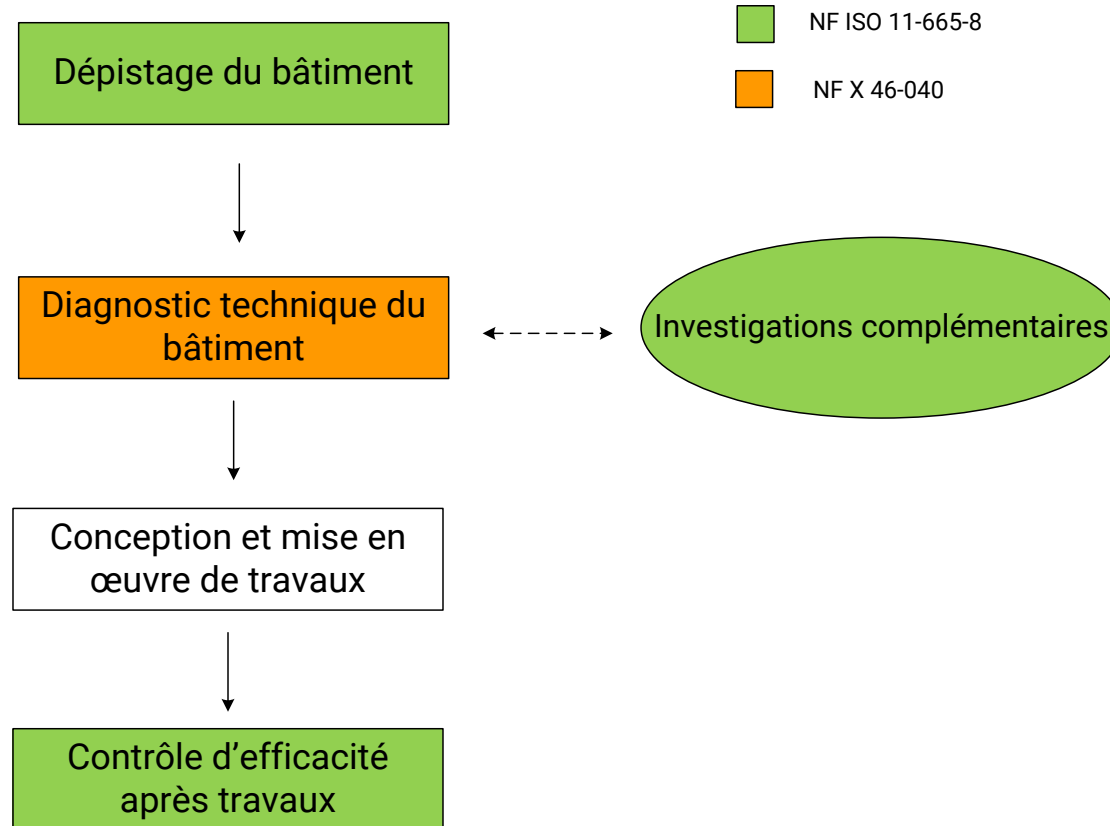 NF ISO 11-665-8
Dépistage du bâtiment
NF X 46-040
Diagnostic technique du
bâtiment
Investigations complémentaires
Conception et mise en
œuvre de travaux
Contrôle d’efficacité
après travaux